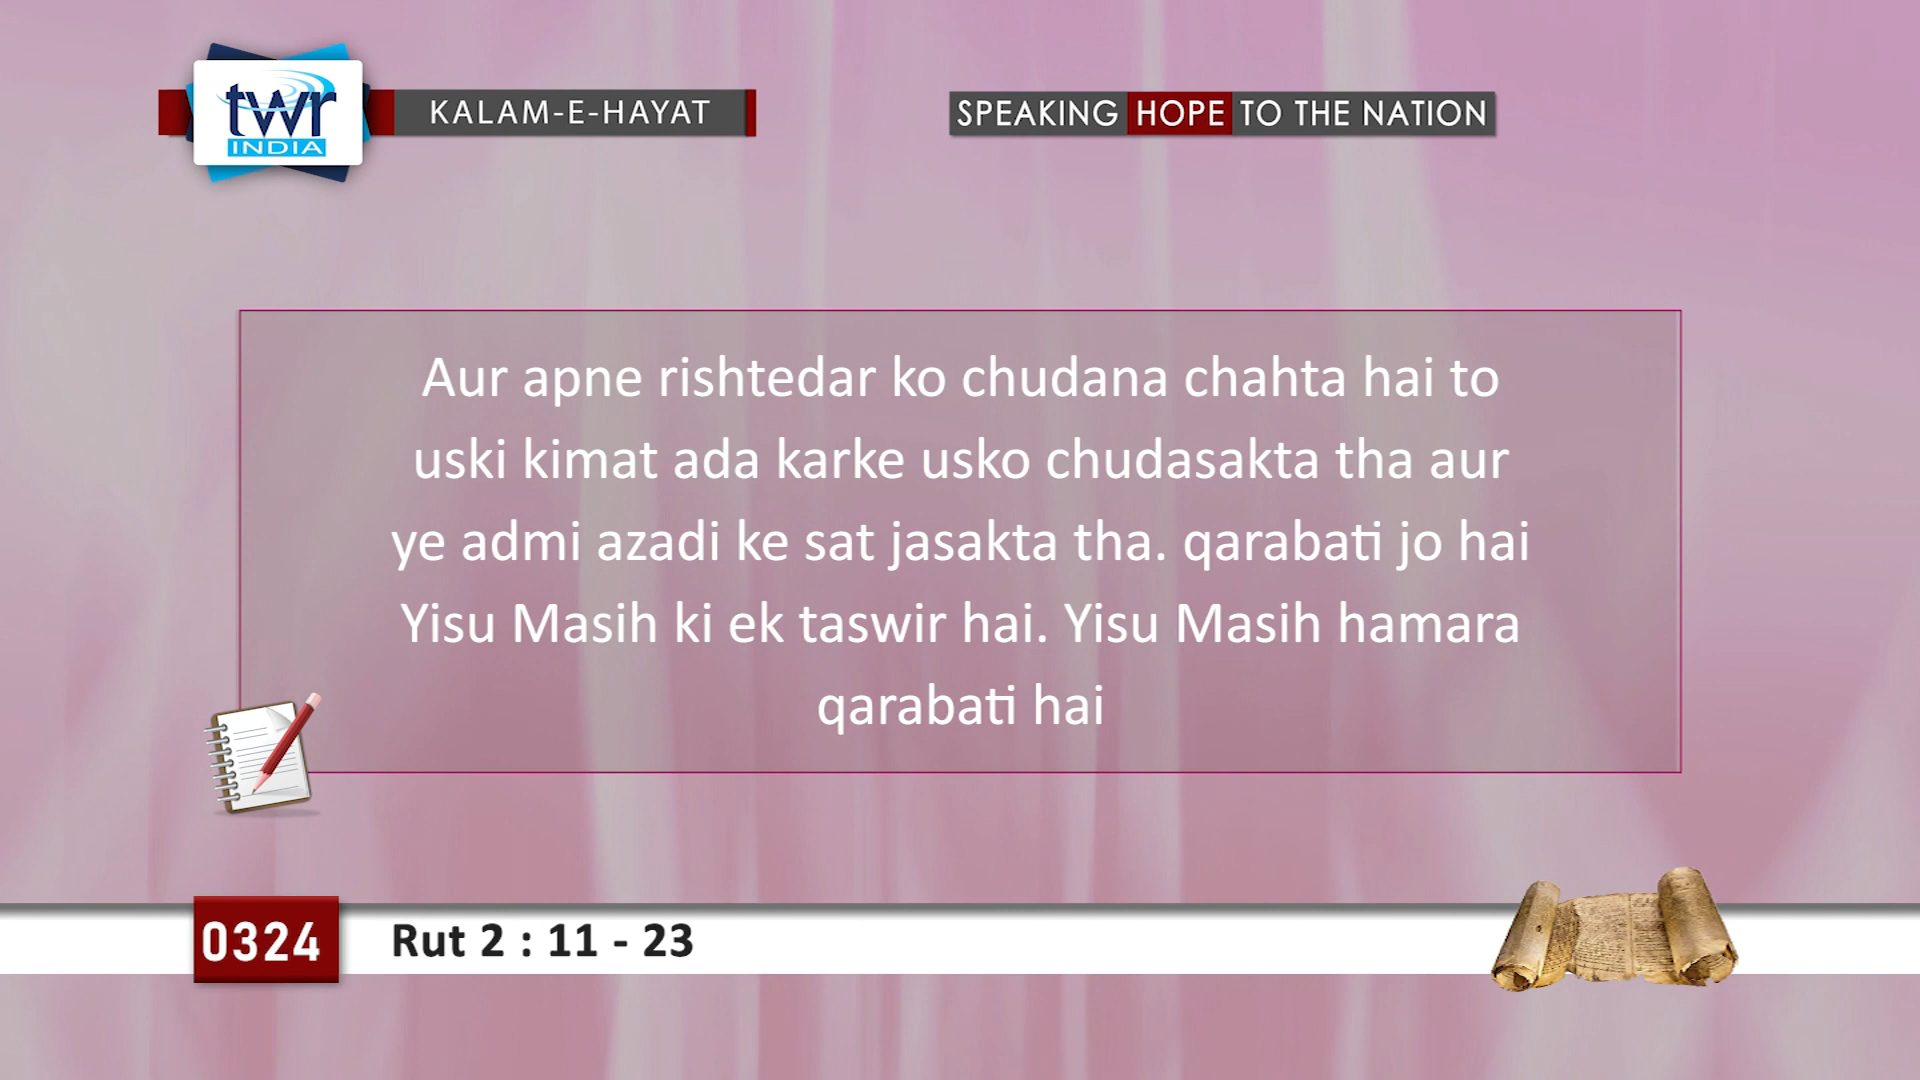 twr
INDIA
KALAM-E-HAYAT
SPEAKING HOPE TO THE NATION
Aur apne rishtedar ko chudana chahta hai to
uski kimat ada karke usko chudasakta tha aur
ye admi azadi ke sat jasakta tha. qarabati jo hai
Yisu Masih ki ek taswir hai. Yisu Masih hamara
qarabati hai
0324
Rut 2 : 11 - 23